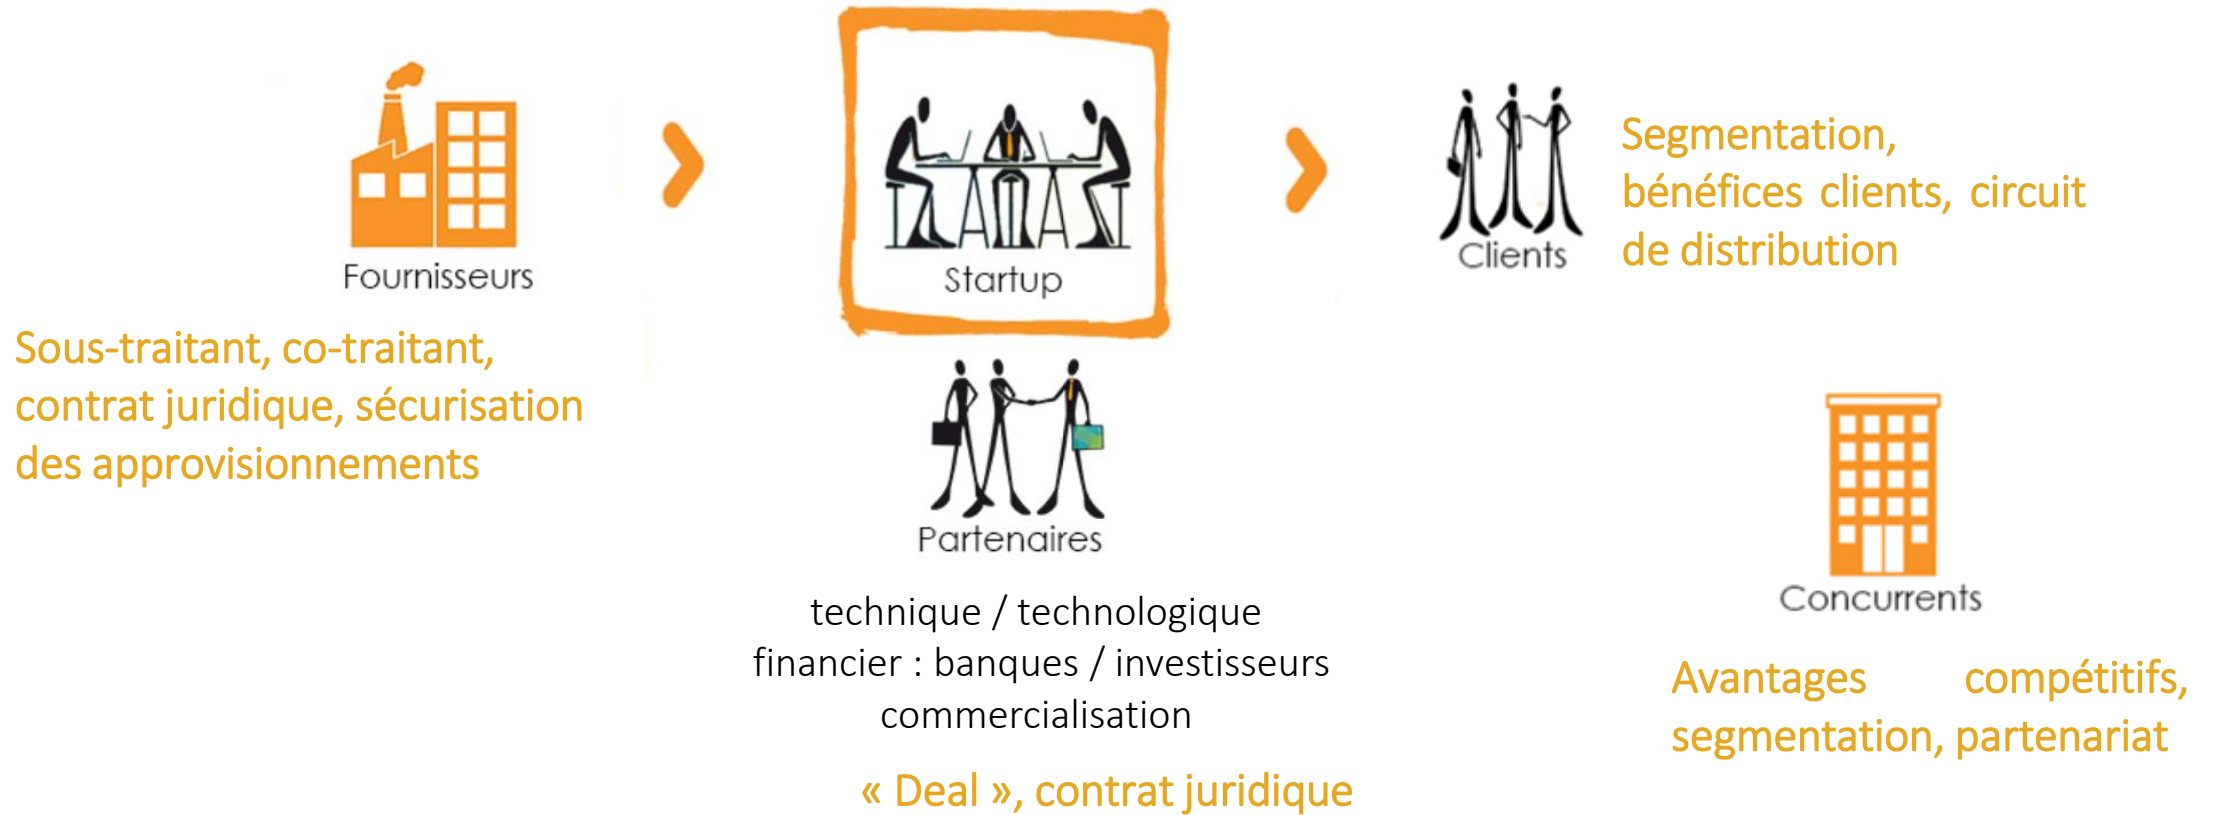 Fournisseurs
Sous-traitant, co-traitant,
contrat juridique, sécurisation
des approvisionnements
Startup
Partenaires
technique / technologique
financier : banques / investisseurs
commercialisation
« Deal », contrat juridique
Clients
Segmentation,
bénéfices clients, circuit
de distribution
Concurrents
Avantages compétitifs,
segmentation, partenariat